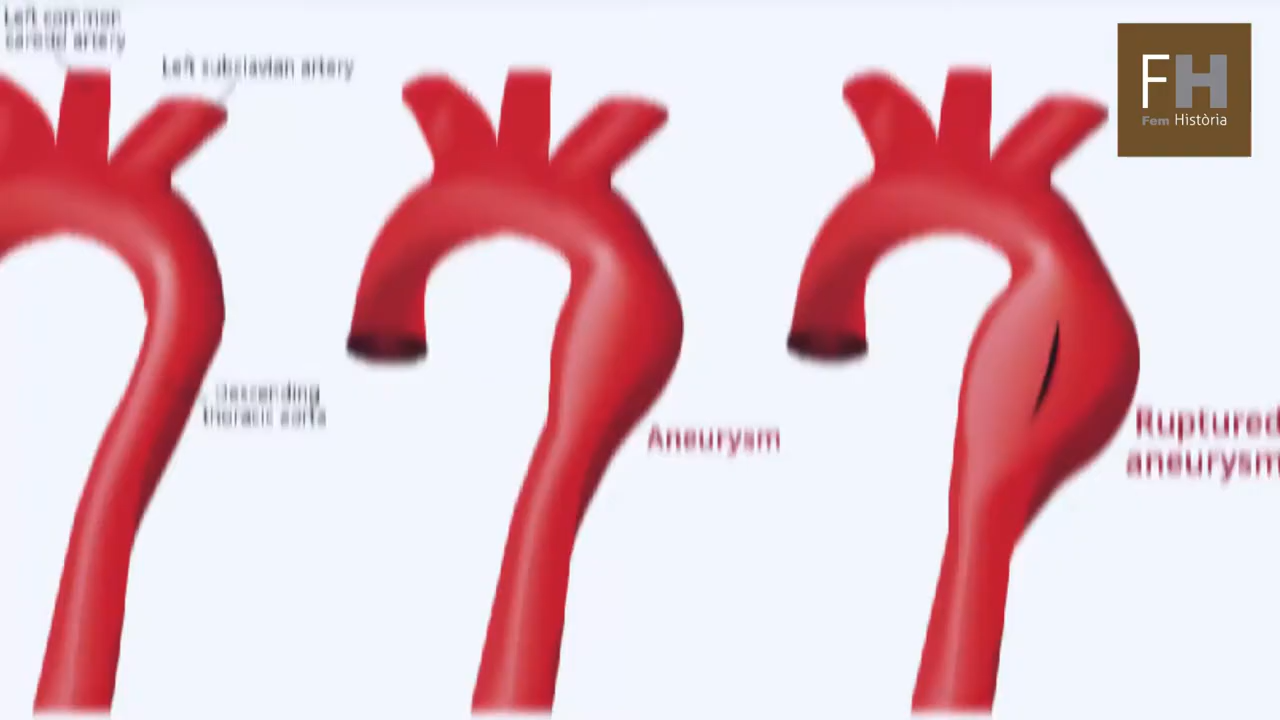 Left common
carotid artery
Left subclavian artery
FH
Fem Història
Descending
thoracic aorta
Aneurysm
Ruptured
aneurysm